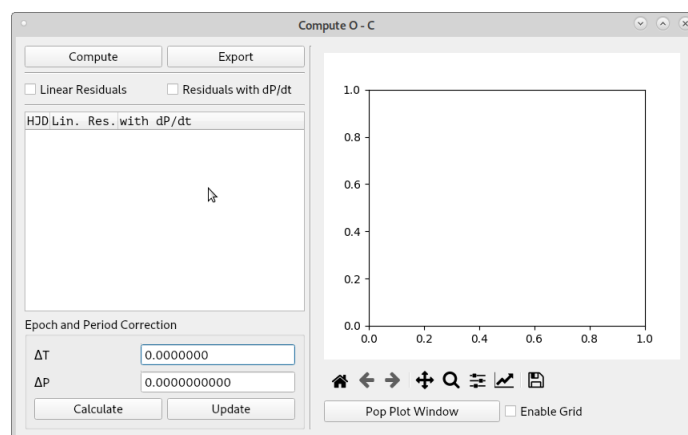 Compute O - C
Compute Export
Linear Residuals Residuals with dP/dt
HJD Lin. Res. with dP/dt
Epoch and Period Correction
ΔT 0.0000000
ΔP 0.0000000000
Calculate Update
1.0
0.8
0.6
0.4
0.2
0.0
0.0 0.2 0.4 0.6 0.8 1.0
Pop Plot Window Enable Grid